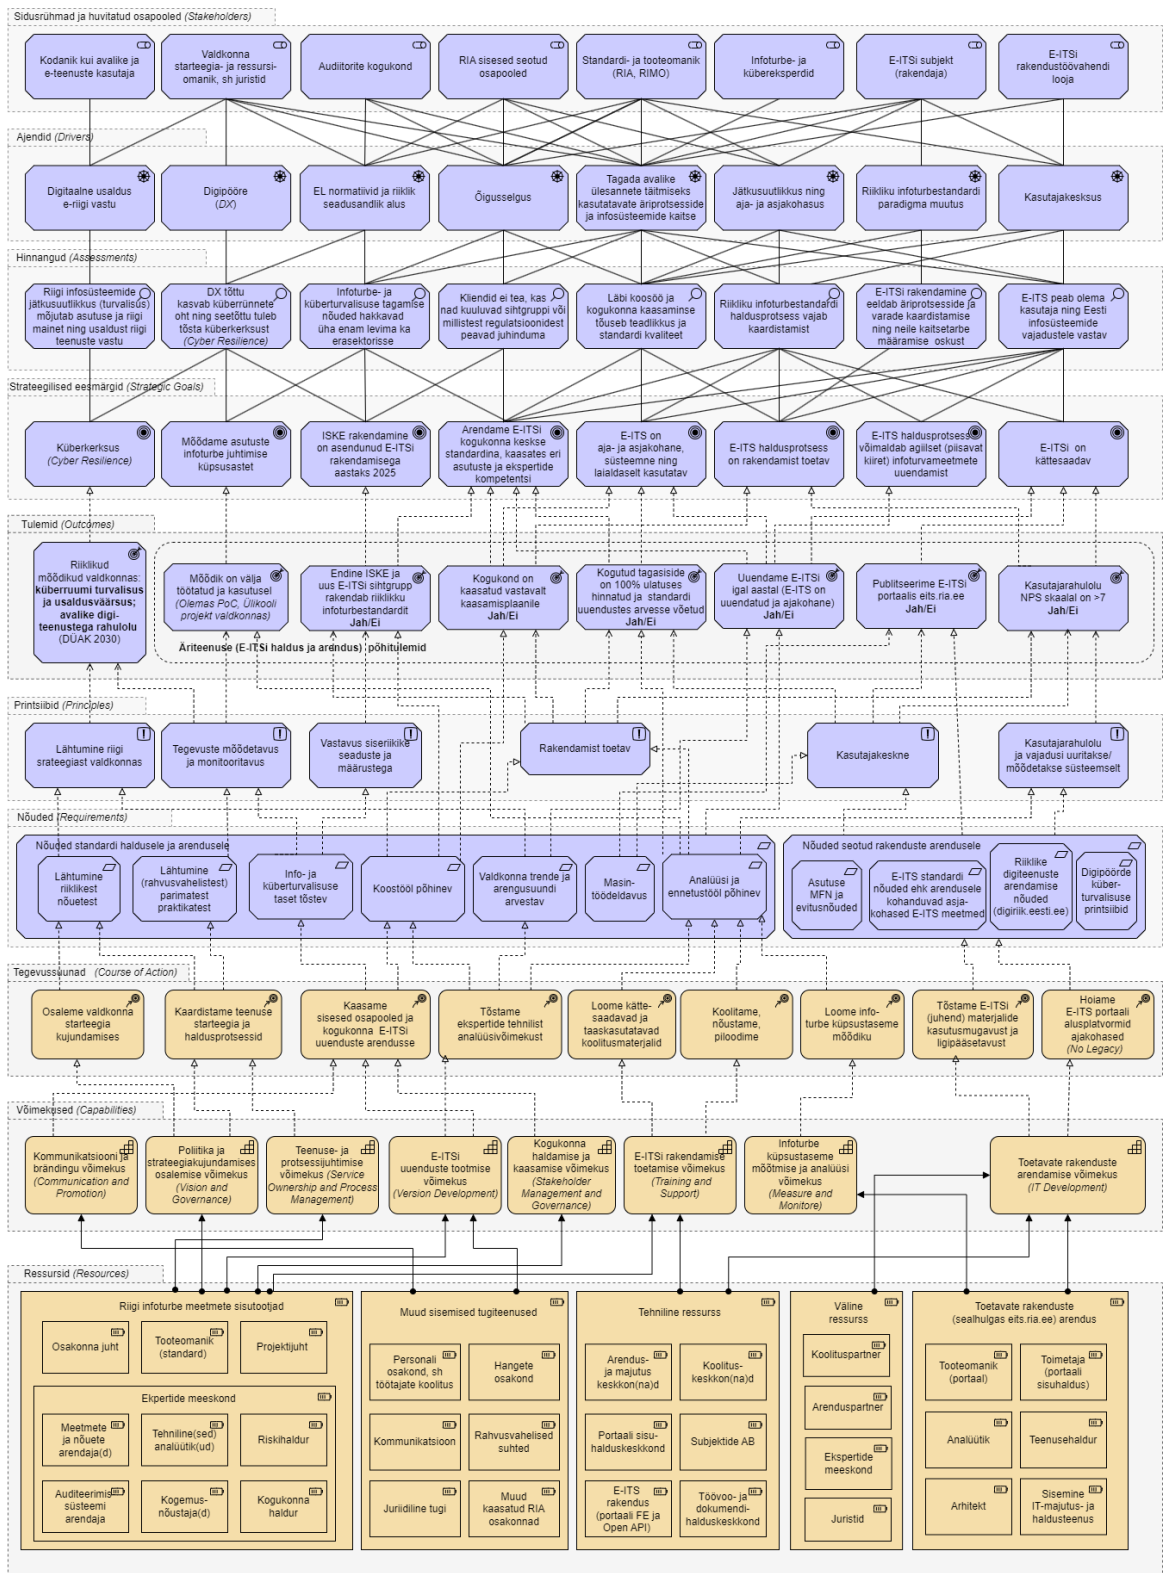 Sidusrühmad ja huvitatud osapooled (Stakeholders)
Kodanik kui avalike ja
e-teenuste kasutaja
Valdkonna
starteegia- ja ressursi-
omanik, sh juristid
Audiitorite kogukond
RIA sisesed seotud
osapooled
Standardi- ja tooteomanik
(RIA, RIMO)
Infoturbe- ja
kübereksperdid
E-ITSi subjekt
(rakendaja)
E-ITSi
rakendustöövahendi
looja
Ajendid (Drivers)
Digitaalne usaldus
e-riigi vastu
Digipööre
(DX)
EL normatiivid ja riiklik
seadusandlik alus
Õigusselgus
Tagada avalike
ülesannete täitmiseks
kasutatavate äriprotsesside
ja infosüsteemide kaitse
Jätkusuutlikkus ning
aja- ja asjakohasus
Riikliku infoturbestandardi
paradigma muutus
Kasutajakesksus
Hinnangud (Assessments)
Riigi infosüsteemide
jätkusuutlikkus (turvalisus)
mõjutab asutuse ja riigi
mainet ning usaldust riigi
teenuste vastu
DX tõttu
kasvab küberrünnete
oht ning seetõttu tuleb
tõsta küberkerksust
(Cyber Resilience)
Infoturbe- ja
küberturvalisuse tagamise
nõuded hakkavad
üha enam levima ka
erasektorisse
Kliendid ei tea, kas
nad kuuluvad sihtgruppi või
millistest regulatsioonidest
peavad juhinduma
Läbi koosöö ja
kogukonna kaasaminse
tõuseb teadlikkus ja
standardi kvaliteet
Riikliku infoturbestandardi
haldusprotsess vajab
kaardistamist
E-ITSi rakendamine
eeldab äriprotsesside ja
varade kaardistamise
ning neile kaitsetarbe
määramise oskust
E-ITS peab olema
kasutaja ning Eesti
infosüsteemide
vajadustele vastav
Strateegilised eesmärgid (Strategic Goals)
Küberkerksus
(Cyber Resilience)
Mõõdame asutuste
infoturbe juhtimise
küpsusastet
ISKE rakendamine
on asendunud E-ITSi
rakendamisega
aastaks 2025
Arendame E-ITSi
kogukonna keskse
standardina, kaasates eri
asutuste ja ekspertide
kompetentsi
E-ITS on
aja- ja asjakohane,
süsteemne ning
laialdaselt kasutatav
E-ITS haldusprotsess
on rakendamist toetav
E-ITS haldusprotsess
võimaldab agiilset (piisavat
kiiret) infoturvameetmete
uuendamist
E-ITSi on
kättesaadav
Tulemid (Outcomes)
Riiklikud
mõõdikud valdkonnas:
küberruumi turvalisus
ja usaldusväärsus;
avalike digi-
teenustega rahulolu
(DÜAK 2030)
Mõõdik on välja
töötatud ja kasutusel
(Olemas PoC, Ülikooli
projekt valdkonnas)
Endine ISKE ja
uus E-ITSi sihtgrupp
rakendab riiklikku
infoturbestandardit
Jah/Ei
Kogukond on
kaasatud vastavalt
kaasamisplaanile
Jah/Ei
Kogutud tagasiside
on 100% ulatuses
hinnatud ja standardi
uuendustes arvesse võetud
Jah/Ei
Uuendame E-ITSi
igal aastal (E-ITS on
uuendatud ja ajakohane)
Jah/Ei
Publitseerime E-ITSi
portaalis eits.ria.ee
Jah/Ei
Kasutajarahulolu
NPS skaalal on >7
Jah/Ei
Äriteenuse (E-ITSi haldus ja arendus) põhitulemid
Printsiibid (Principles)
Lähtumine riigi
srateegiast valdkonnas
Tegevuste mõõdetavus
ja monitooritavus
Vastavus siseriikike
seaduste ja
määrustega
Rakendamist toetav
Kasutajakeskne
Kasutajarahulolu
ja vajadusi uuritakse/
mõõdetakse süsteemselt
Nõuded (Requirements)
Nõuded standardi haldusele ja arendusele
Lähtumine
riiklikest
nõuetest
Lähtumine
(rahvusvahelistest)
parimatest
praktikatest
Info- ja
küberturvalisuse
taset tõstev
Koostööl põhinev
Valdkonna trende ja
arengusuundi
arvestav
Masin-
töödeldavus
Analüüsi ja
ennetustööl põhinev
Nõuded seotud rakenduste arendusele
Asutuse
MFN ja
evitusnõuded
E-ITS standardi
nõuded ehk arendusele
kohanduvad asja-
kohased E-ITS meetmed
Riiklike
digiteenuste
arendamise
nõuded
(digiriik.eesti.ee)
Digipöörde
küber-
turvalisuse
printsiibid
Tegevussuunad (Course of Action)
Osaleme valdkonna
starteegia
kujundamises
Kaardistame teenuse
starteegia ja
haldusprotsessid
Kaasame
sisesed osapooled ja
kogukonna E-ITSi
uuenduste arendusse
Tõstame
ekspertide tehnilist
analüüsivõimekust
Loome kätte-
saadavad ja
taaskasutatavad
koolitusmaterjalid
Koolitame,
nõustame,
piloodime
Loome info-
turbe küpsustaseme
mõõdiku
Tõstame E-ITSi
(juhend) materjalide
kasutusmugavust ja
ligipääsetavust
Hoiame
E-ITS portaali
alusplatvormid
ajakohased
(No Legacy)
Võimekused (Capabilities)
Kommunikatsiooni ja
brändingu võimekus
(Communication and
Promotion)
Poliitika ja
strateegiakujundamises
osalemise võimekus
(Vision and
Governance)
Teenuse- ja
protsessijuhtimise
võimekus (Service
Ownership and Process
Management)
E-ITSi
uuenduste tootmise
võimekus
(Version Development)
Kogukonna
haldamise ja
kaasamise võimekus
(Stakeholder
Management and
Governance)
E-ITSi rakendamise
toetamise võimekus
(Training and
Support)
Infoturbe
küpsustaseme
mõõtmise ja analüüsi
võimekus
(Measure and
Monitore)
Toetavate rakenduste
arendamise võimekus
(IT Development)
Ressursid (Resources)
Riigi infoturbe meetmete sisutootjad
Osakonna juht
Tooteomanik
(standard)
Projektijuht
Ekpertide meeskond
Meetmete
ja nõuete
arendaja(d)
Tehniline(sed)
analüütik(ud)
Riskihaldur
Auditeerimis-
süsteemi
arendaja
Kogemus-
nõustaja(d)
Kogukonna
haldur
Muud sisemised tugiteenused
Personali
osakond, sh
töötajate koolitus
Hangete
osakond
Kommunikatsioon
Rahvusvahelised
suhted
Juriidiline tugi
Muud
kaasatud RIA
osakonnad
Tehniline ressurss
Arendus-
ja majutus
keskkon(na)d
Koolitus-
keskkon(na)d
Portaali sisu-
halduskeskkond
Subjektide AB
E-ITS
rakendus
(portaali FE ja
Open API)
Töövoo- ja
dokumendi-
halduskeskkond
Väline
ressurss
Koolituspartner
Arenduspartner
Ekspertide
meeskond
Juristid
Toetavate rakenduste
(sealhulgas eits.ria.ee) arendus
Tooteomanik
(portaal)
Toimetaja
(portaali
sisuhaldus)
Analüütik
Teenusehaldur
Arhitekt
Sisemine
IT-majutus- ja
haldusteenus